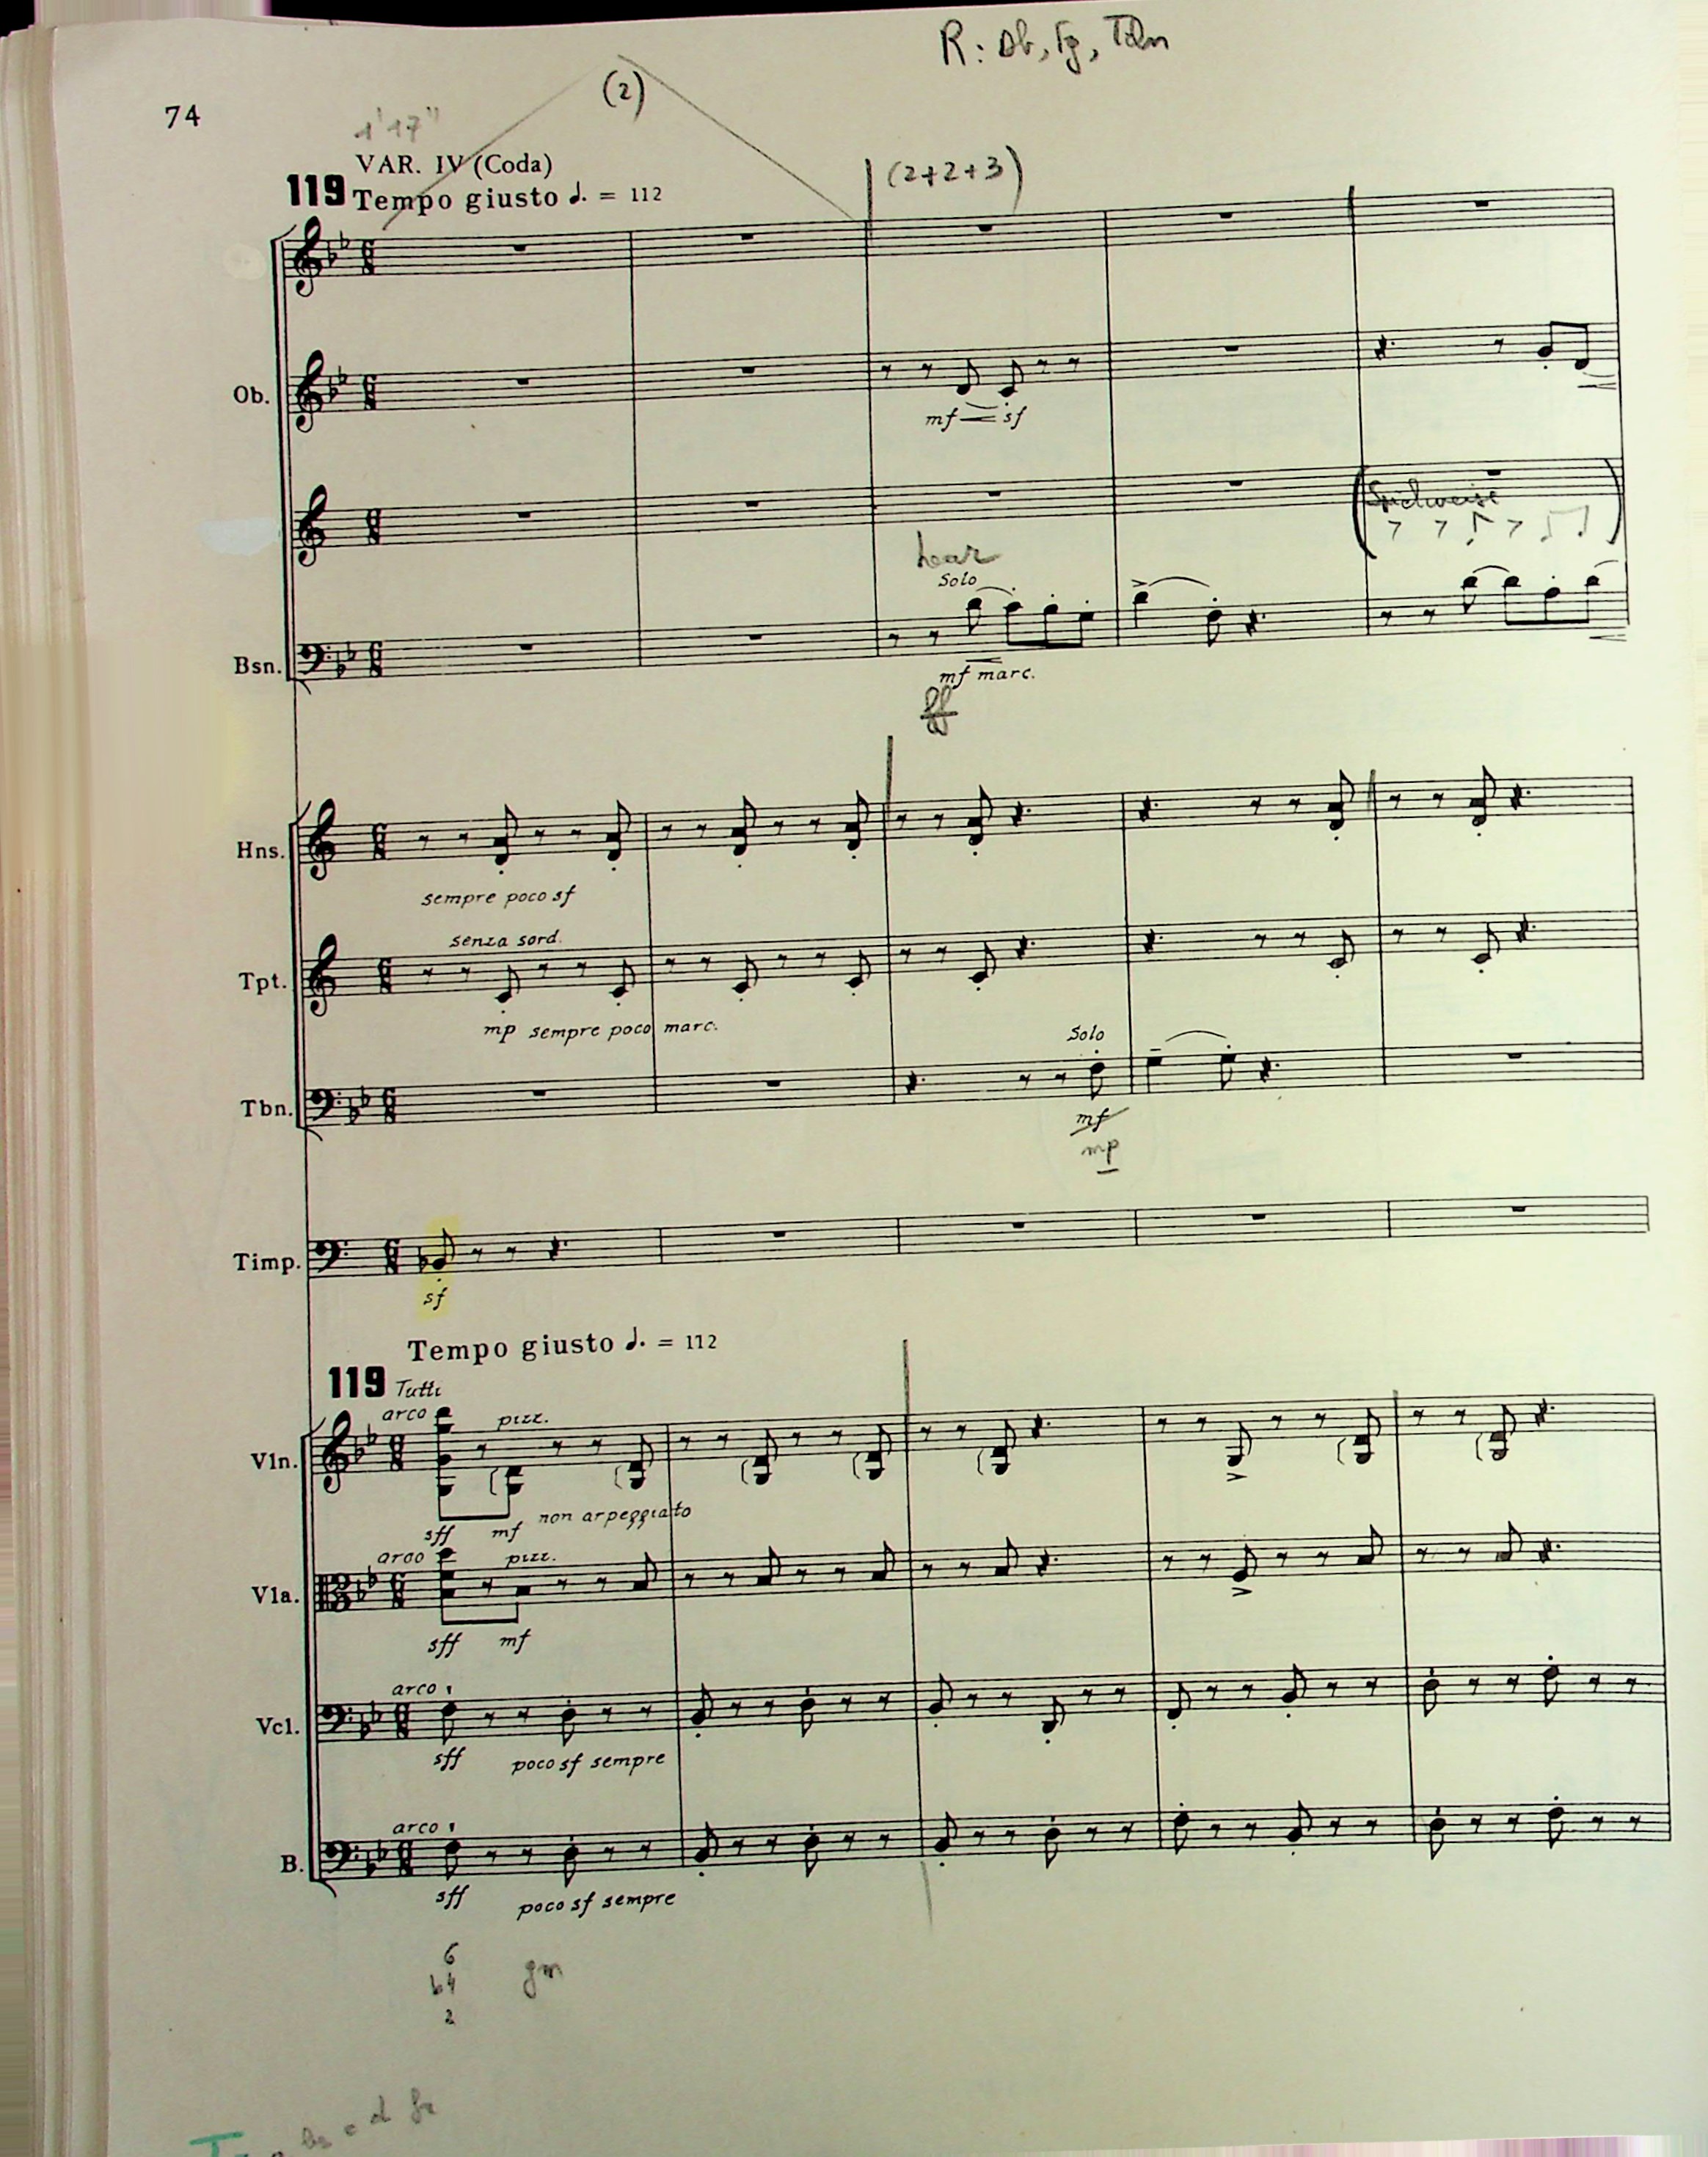 R: Ob, Fg, Tbn
(2)
74
1'17"
VAR. IV (Coda)
(2+2+3)
119 Tempo giusto ♩. = 112
Ob.
mf sf
hear
Solo
Bsn.
mf marc.
ff
Hns.
sempre poco sf
senza sord.
Tpt.
mp sempre poco marc.
Solo
Tbn.
mf
mp
Timp.
sf
Tempo giusto ♩. = 112
119 Tutti
arco pizz.
Vln.
sff mf non arpeggiato
arco pizz.
Vla.
sff mf
arco
Vcl.
sff poco sf sempre
arco
B.
sff poco sf sempre
6
b4 gm
2